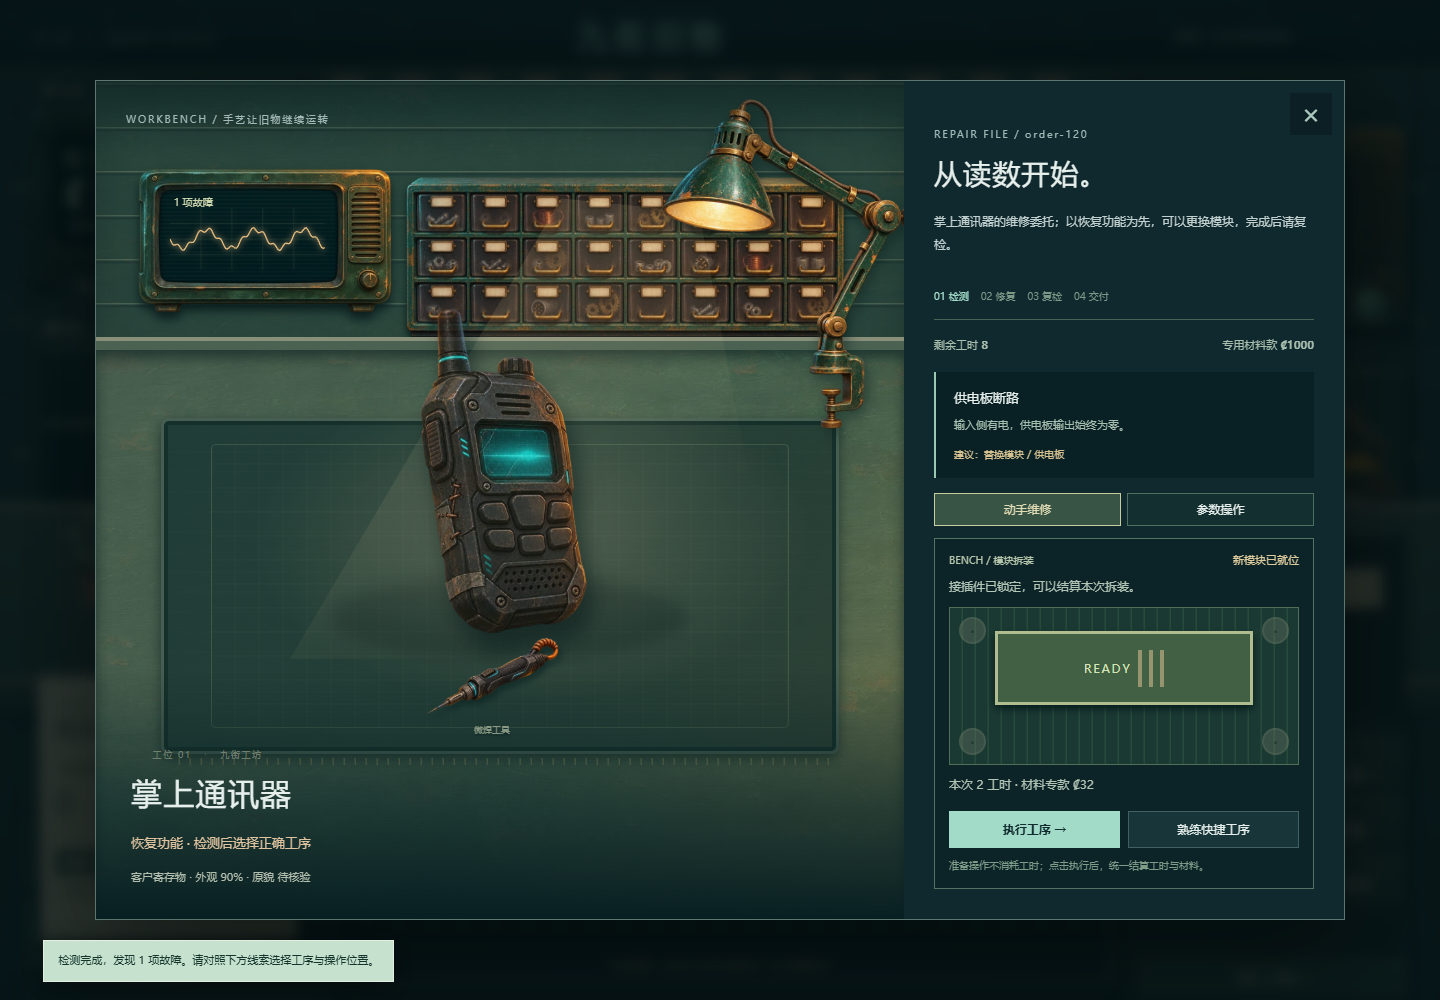 WORKBENCH / 手艺让旧物继续运转
1 项故障
微焊工具
工位 01 · 九街工坊
掌上通讯器
恢复功能 · 检测后选择正确工序
客户寄存物 · 外观 90% · 原貌 待核验
×
REPAIR FILE / order-120
从读数开始。
掌上通讯器的维修委托；以恢复功能为先，可以更换模块，完成后请复
检。
01 检测 02 修复 03 复检 04 交付
剩余工时 8 专用材料款 ₡1000
供电板断路
输入侧有电，供电板输出始终为零。
建议：替换模块 / 供电板
动手维修 参数操作
BENCH / 模块拆装 新模块已就位
接插件已锁定，可以结算本次拆装。
READY
本次 2 工时 · 材料专款 ₡32
执行工序 → 熟练快捷工序
准备操作不消耗工时；点击执行后，统一结算工时与材料。
检测完成，发现 1 项故障。请对照下方线索选择工序与操作位置。